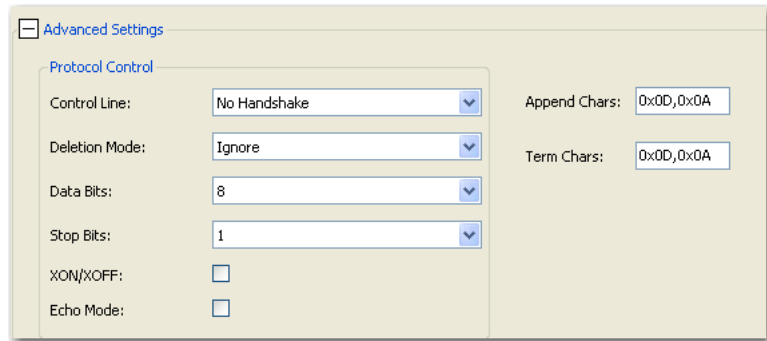 Advanced Settings
Protocol Control
Control Line: No Handshake Append Chars: 0x0D,0x0A
Deletion Mode: Ignore Term Chars: 0x0D,0x0A
Data Bits: 8
Stop Bits: 1
XON/XOFF:
Echo Mode: